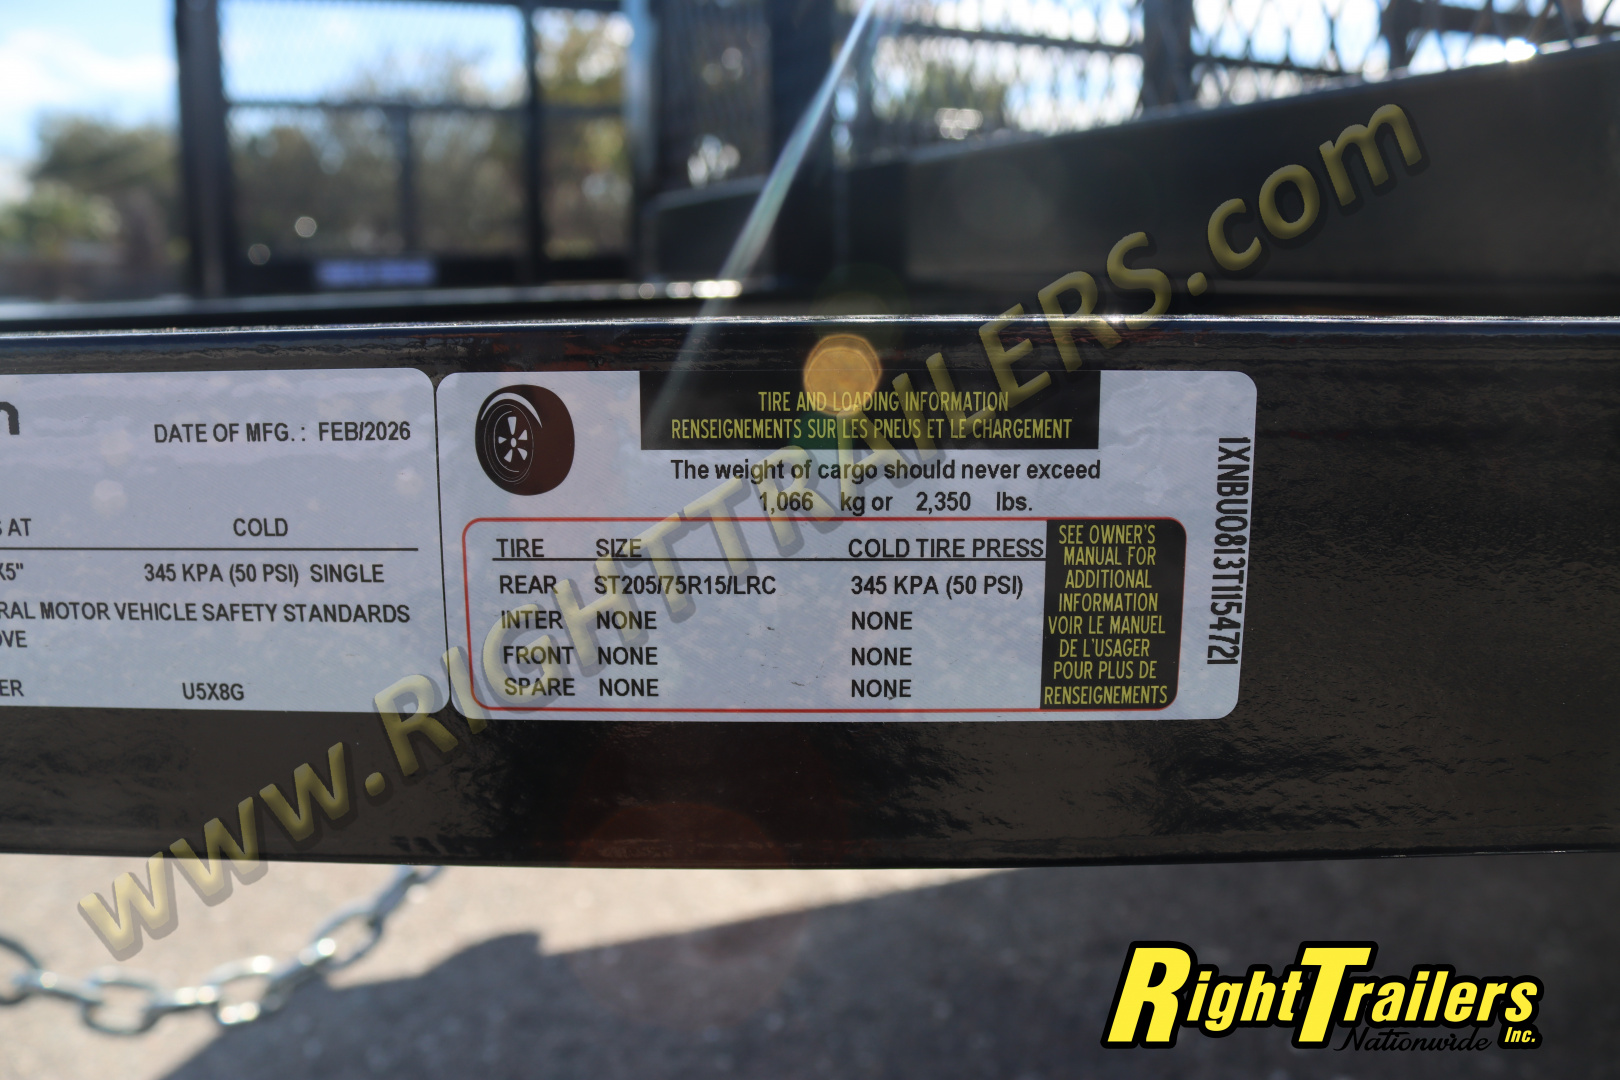 n
DATE OF MFG. : FEB/2026
S AT COLD
X5" 345 KPA (50 PSI) SINGLE
RAL MOTOR VEHICLE SAFETY STANDARDS
OVE
ER U5X8G
TIRE AND LOADING INFORMATION
RENSEIGNEMENTS SUR LES PNEUS ET LE CHARGEMENT
The weight of cargo should never exceed
1,066 kg or 2,350 lbs.
TIRE SIZE COLD TIRE PRESS
REAR ST205/75R15/LRC 345 KPA (50 PSI)
INTER NONE NONE
FRONT NONE NONE
SPARE NONE NONE
SEE OWNER'S
MANUAL FOR
ADDITIONAL
INFORMATION
VOIR LE MANUEL
DE L'USAGER
POUR PLUS DE
RENSEIGNEMENTS
1XNBU0813T1154721
www.RIGHTTRAILERS.com
RightTrailers
Nationwide Inc.